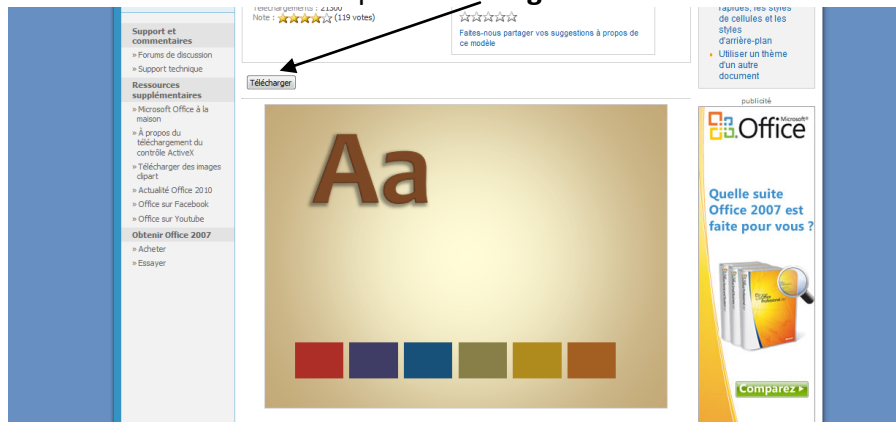 Support et
commentaires
» Forums de discussion
» Support technique
Ressources
supplémentaires
» Microsoft Office à la
maison
» À propos du
téléchargement du
contrôle ActiveX
» Télécharger des images
clipart
» Actualité Office 2010
» Office sur Facebook
» Office sur Youtube
Obtenir Office 2007
» Acheter
» Essayer
Téléchargements : 21300
Note : (119 votes)
Faites-nous partager vos suggestions à propos de
ce modèle
Télécharger
Aa
rapides, les styles
de cellules et les
styles
d'arrière-plan
Utiliser un thème
d'un autre
document
publicité
Microsoft®
Office
Quelle suite
Office 2007 est
faite pour vous ?
Comparez